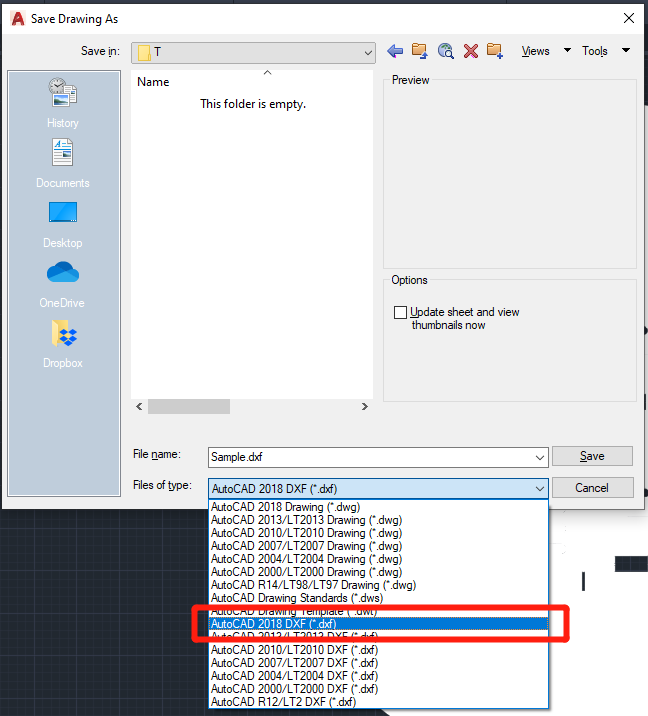 A Save Drawing As
Save in: T Views Tools
History
Documents
Desktop
OneDrive
Dropbox
Name
This folder is empty.
Preview
Options
Update sheet and view
thumbnails now
File name: Sample.dxf Save
Files of type: AutoCAD 2018 DXF (*.dxf) Cancel
AutoCAD 2018 Drawing (*.dwg)
AutoCAD 2013/LT2013 Drawing (*.dwg)
AutoCAD 2010/LT2010 Drawing (*.dwg)
AutoCAD 2007/LT2007 Drawing (*.dwg)
AutoCAD 2004/LT2004 Drawing (*.dwg)
AutoCAD 2000/LT2000 Drawing (*.dwg)
AutoCAD R14/LT98/LT97 Drawing (*.dwg)
AutoCAD Drawing Standards (*.dws)
AutoCAD Drawing Template (*.dwt)
AutoCAD 2018 DXF (*.dxf)
AutoCAD 2013/LT2013 DXF (*.dxf)
AutoCAD 2010/LT2010 DXF (*.dxf)
AutoCAD 2007/LT2007 DXF (*.dxf)
AutoCAD 2004/LT2004 DXF (*.dxf)
AutoCAD 2000/LT2000 DXF (*.dxf)
AutoCAD R12/LT2 DXF (*.dxf)